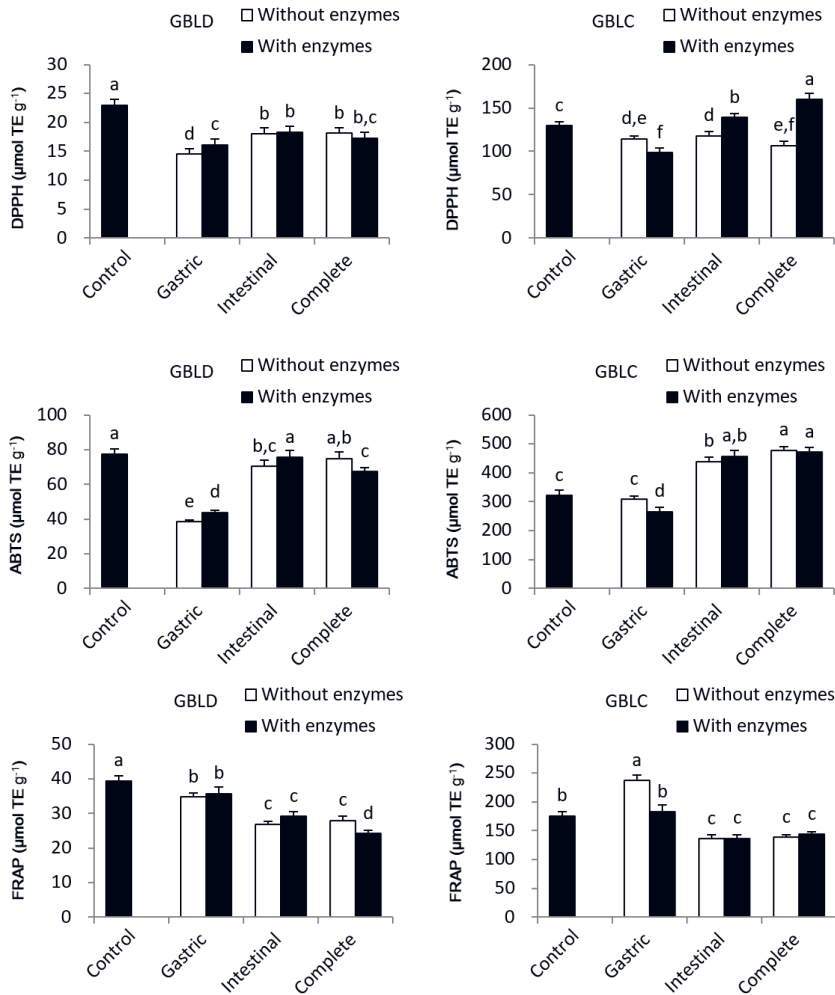 GBLD
Without enzymes
With enzymes
DPPH (μmol TE g⁻¹)
30
25
20
15
10
5
0
a
d
c
b
b
b
b,c
Control
Gastric
Intestinal
Complete
GBLC
Without enzymes
With enzymes
DPPH (μmol TE g⁻¹)
200
150
100
50
0
c
d,e
f
d
b
e,f
a
Control
Gastric
Intestinal
Complete
GBLD
Without enzymes
With enzymes
ABTS (μmol TE g⁻¹)
100
80
60
40
20
0
a
e
d
b,c
a
a,b
c
Control
Gastric
Intestinal
Complete
GBLC
Without enzymes
With enzymes
ABTS (μmol TE g⁻¹)
600
500
400
300
200
100
0
c
c
d
b
a,b
a
a
Control
Gastric
Intestinal
Complete
GBLD
Without enzymes
With enzymes
FRAP (μmol TE g⁻¹)
50
40
30
20
10
0
a
b
b
c
c
c
d
Control
Gastric
Intestinal
Complete
GBLC
Without enzymes
With enzymes
FRAP (μmol TE g⁻¹)
300
250
200
150
100
50
0
b
a
b
c
c
c
c
Control
Gastric
Intestinal
Complete